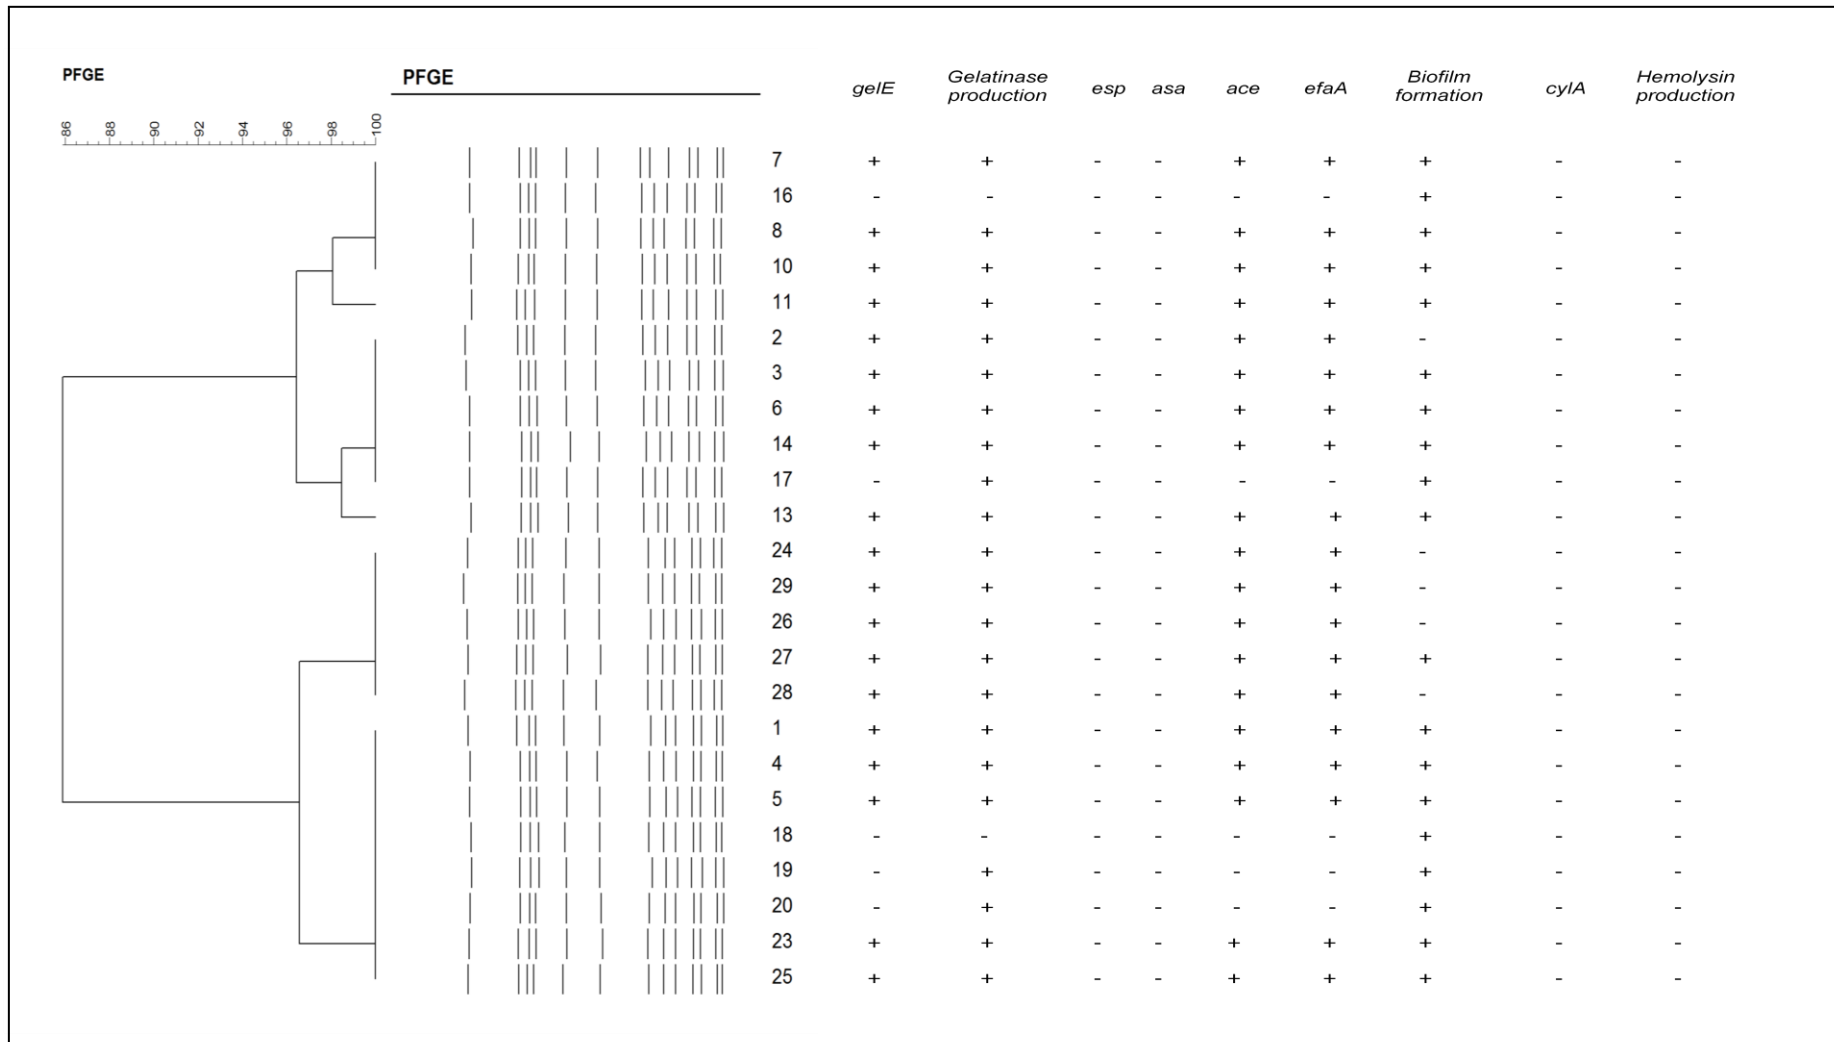 PFGE PFGE gelE Gelatinase production esp asa ace efaA Biofilm formation cylA Hemolysin production
86 88 90 92 94 96 98 100
7 + + - - + + + - -
16 - - - - - - + - -
8 + + - - + + + - -
10 + + - - + + + - -
11 + + - - + + + - -
2 + + - - + + - - -
3 + + - - + + + - -
6 + + - - + + + - -
14 + + - - + + + - -
17 - + - - - - + - -
13 + + - - + + + - -
24 + + - - + + - - -
29 + + - - + + - - -
26 + + - - + + - - -
27 + + - - + + + - -
28 + + - - + + - - -
1 + + - - + + + - -
4 + + - - + + + - -
5 + + - - + + + - -
18 - - - - - - + - -
19 - + - - - - + - -
20 - + - - - - + - -
23 + + - - + + + - -
25 + + - - + + + - -